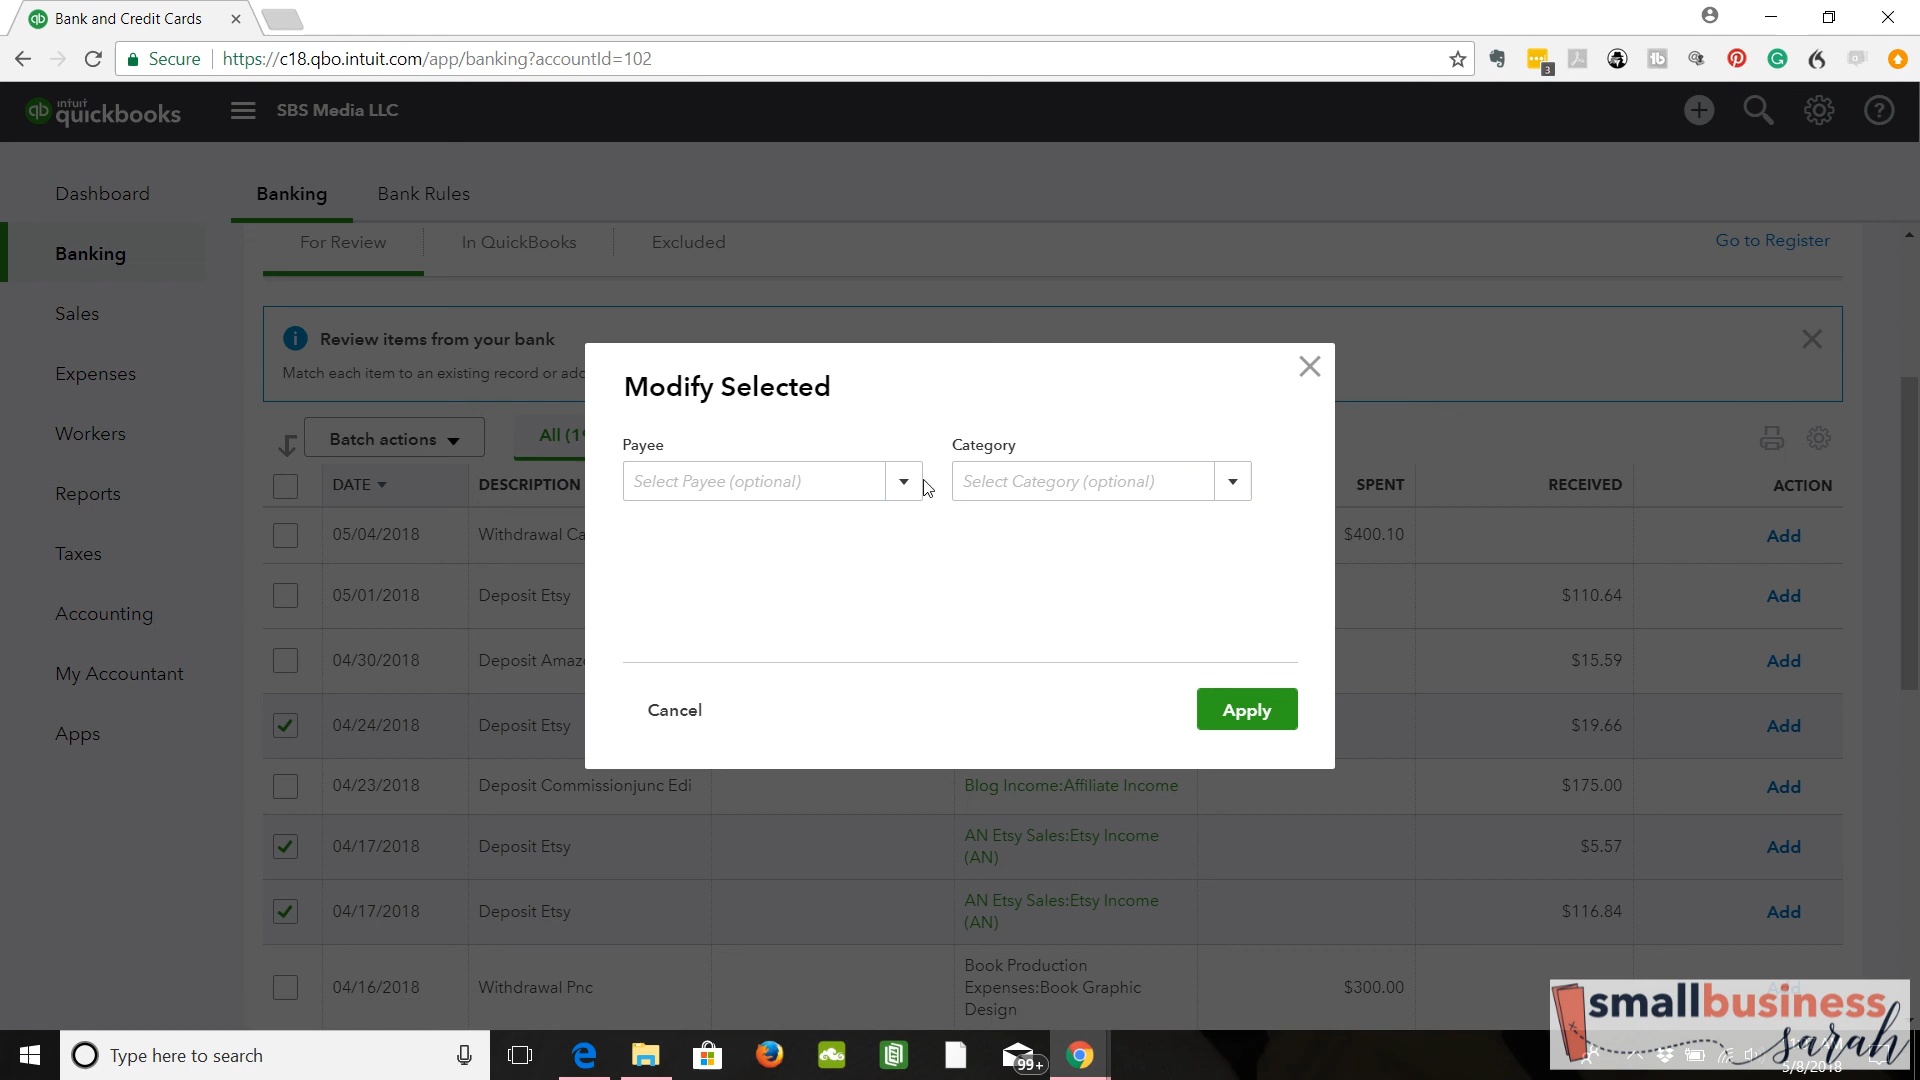 Bank and Credit Cards
Secure https://c18.qbo.intuit.com/app/banking?accountId=102
3
intuit quickbooks
SBS Media LLC
Dashboard
Banking
Sales
Expenses
Workers
Reports
Taxes
Accounting
My Accountant
Apps
Banking Bank Rules
For Review In QuickBooks Excluded Go to Register
Review items from your bank
Match each item to an existing record or
Batch actions All
DATE DESCRIPTION SPENT RECEIVED ACTION
05/04/2018 Withdrawal $400.10 Add
05/01/2018 Deposit Etsy $110.64 Add
04/30/2018 Deposit $15.59 Add
04/24/2018 Deposit Etsy $19.66 Add
04/23/2018 Deposit Commissionjunc Edi Blog Income:Affiliate Income $175.00 Add
04/17/2018 Deposit Etsy AN Etsy Sales:Etsy Income (AN) $5.57 Add
04/17/2018 Deposit Etsy AN Etsy Sales:Etsy Income (AN) $116.84 Add
04/16/2018 Withdrawal Pnc Book Production Expenses:Book Graphic Design $300.00
Modify Selected
Payee Category
Select Payee (optional) Select Category (optional)
Cancel Apply
smallbusiness
sarah
Type here to search
99+
5/8/2018